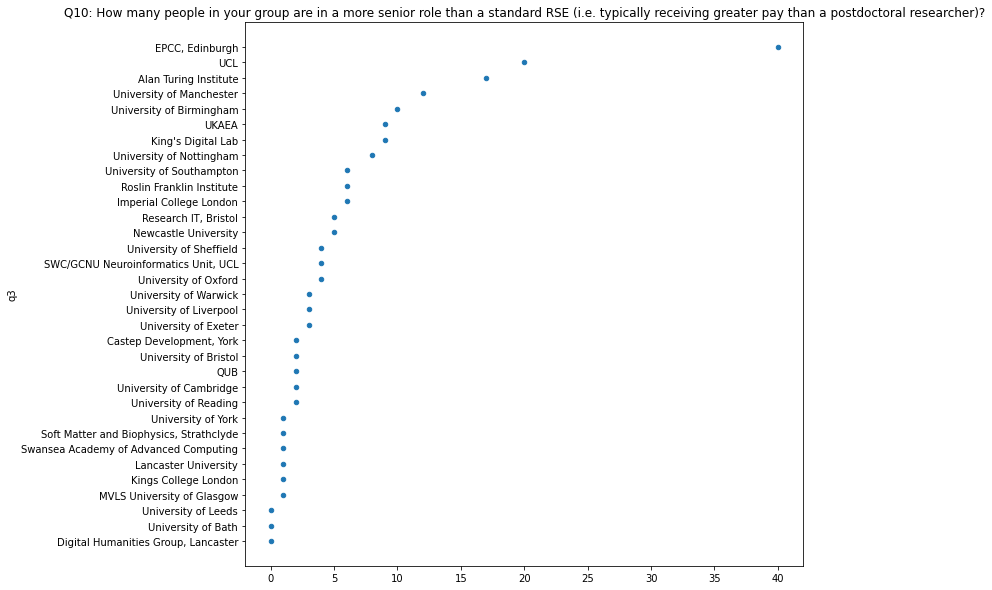 Q10: How many people in your group are in a more senior role than a standard RSE (i.e. typically receiving greater pay than a postdoctoral researcher)?
EPCC, Edinburgh
UCL
Alan Turing Institute
University of Manchester
University of Birmingham
UKAEA
King's Digital Lab
University of Nottingham
University of Southampton
Roslin Franklin Institute
Imperial College London
Research IT, Bristol
Newcastle University
University of Sheffield
SWC/GCNU Neuroinformatics Unit, UCL
University of Oxford
University of Warwick
University of Liverpool
University of Exeter
Castep Development, York
University of Bristol
QUB
University of Cambridge
University of Reading
University of York
Soft Matter and Biophysics, Strathclyde
Swansea Academy of Advanced Computing
Lancaster University
Kings College London
MVLS University of Glasgow
University of Leeds
University of Bath
Digital Humanities Group, Lancaster
q3
0 5 10 15 20 25 30 35 40